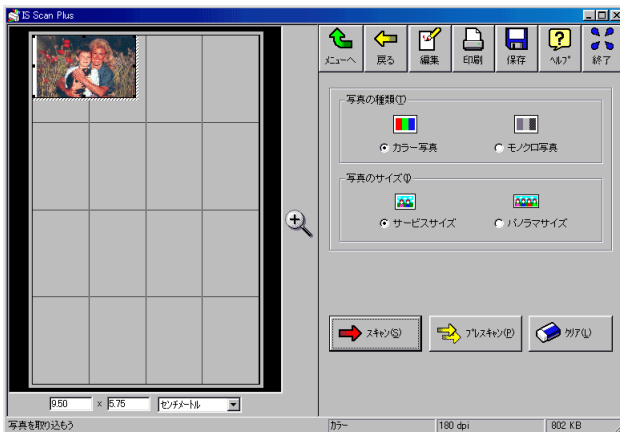 IS Scan Plus
メニューへ
戻る
編集
印刷
保存
ヘルプ
終了
写真の種類(T)
カラー写真
モノクロ写真
写真のサイズ(I)
サービスサイズ
パノラマサイズ
スキャン(S)
プレスキャン(P)
クリア(L)
9.50 × 5.75 センチメートル
写真を取り込もう
カラー
180 dpi
802 KB